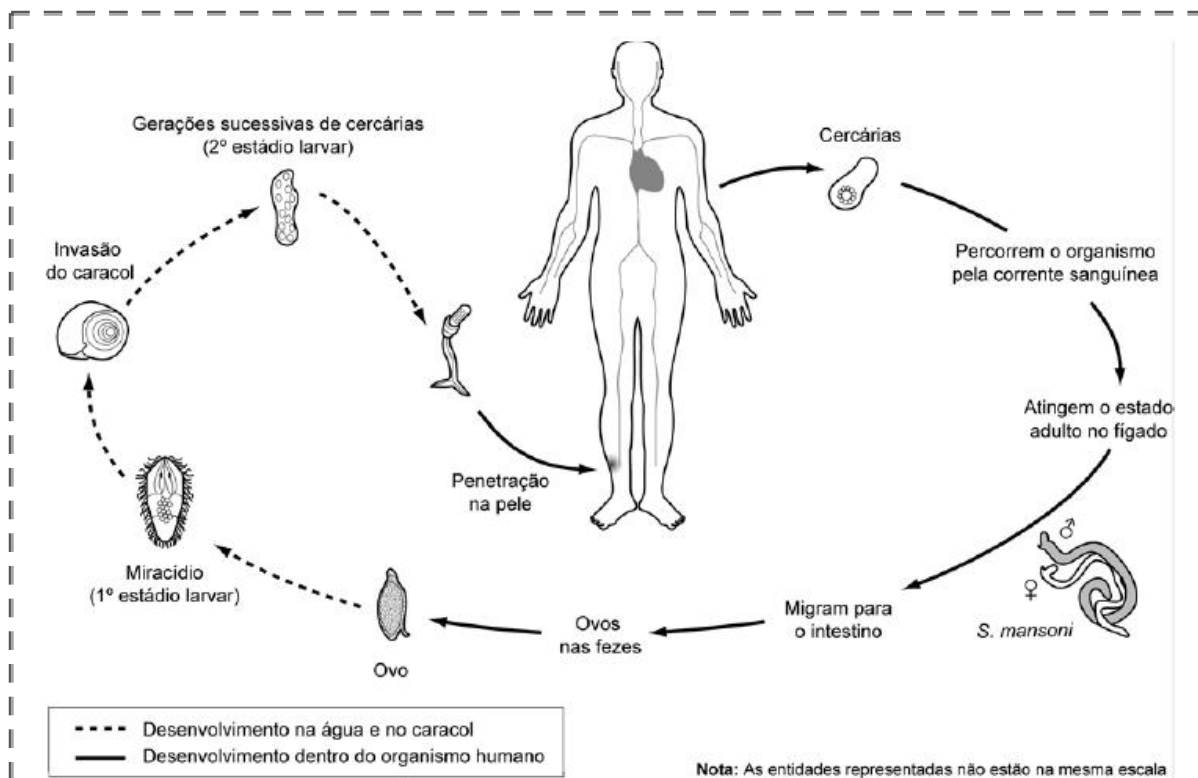 Gerações sucessivas de cercárias
(2º estádio larvar)
Cercárias
Invasão
do caracol
Percorrem o organismo
pela corrente sanguínea
Atingem o estado
adulto no fígado
Penetração
na pele
Miracídio
(1º estádio larvar)
♂
♀
S. mansoni
Migram para
o intestino
Ovos
nas fezes
Ovo
Desenvolvimento na água e no caracol
Desenvolvimento dentro do organismo humano
Nota: As entidades representadas não estão na mesma escala